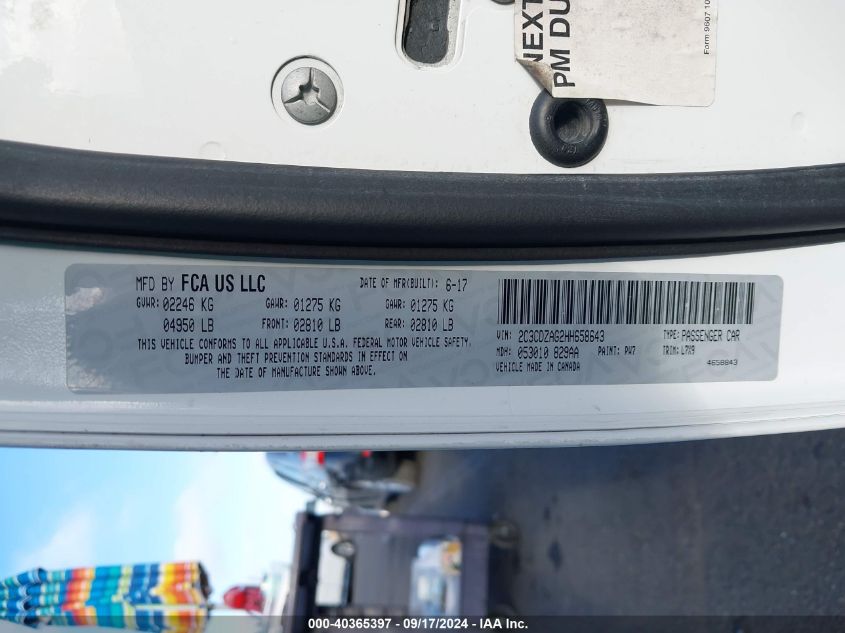 NEXT
PM DU
Form 9607 10
MFD BY FCA US LLC
DATE OF MFR(BUILT): 6-17
GVWR: 02246 KG GAWR: 01275 KG GAWR: 01275 KG
04950 LB FRONT: 02810 LB REAR: 02810 LB
THIS VEHICLE CONFORMS TO ALL APPLICABLE U.S.A. FEDERAL MOTOR VEHICLE SAFETY,
BUMPER AND THEFT PREVENTION STANDARDS IN EFFECT ON
THE DATE OF MANUFACTURE SHOWN ABOVE.
VIN: 2C3CDZAG2HH658643 TYPE: PASSENGER CAR
MDH: 053010 829AA PAINT: PW7 TRIM: L7X9
VEHICLE MADE IN CANADA 4658843
000-40365397 - 09/17/2024 - IAA Inc.